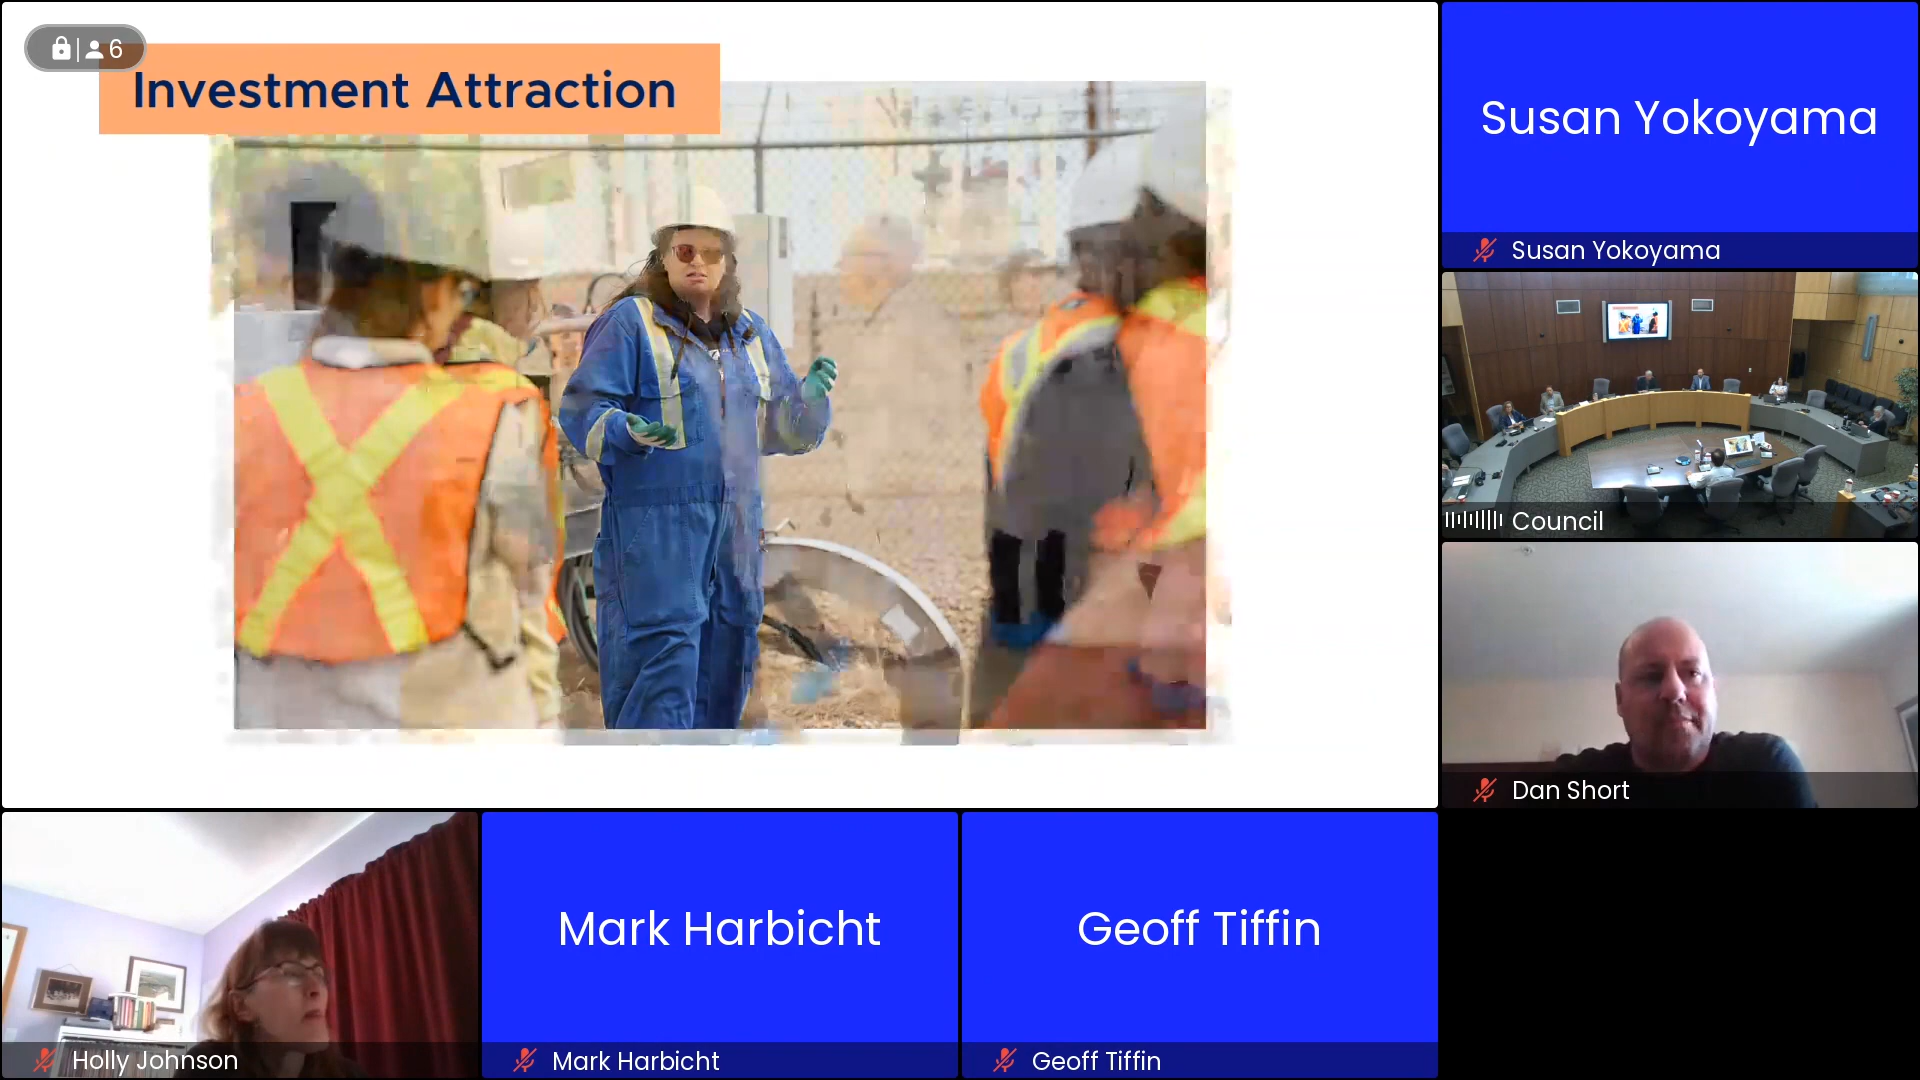 6
Investment Attraction
Susan Yokoyama
Susan Yokoyama
Council
Dan Short
Holly Johnson
Mark Harbicht
Mark Harbicht
Geoff Tiffin
Geoff Tiffin